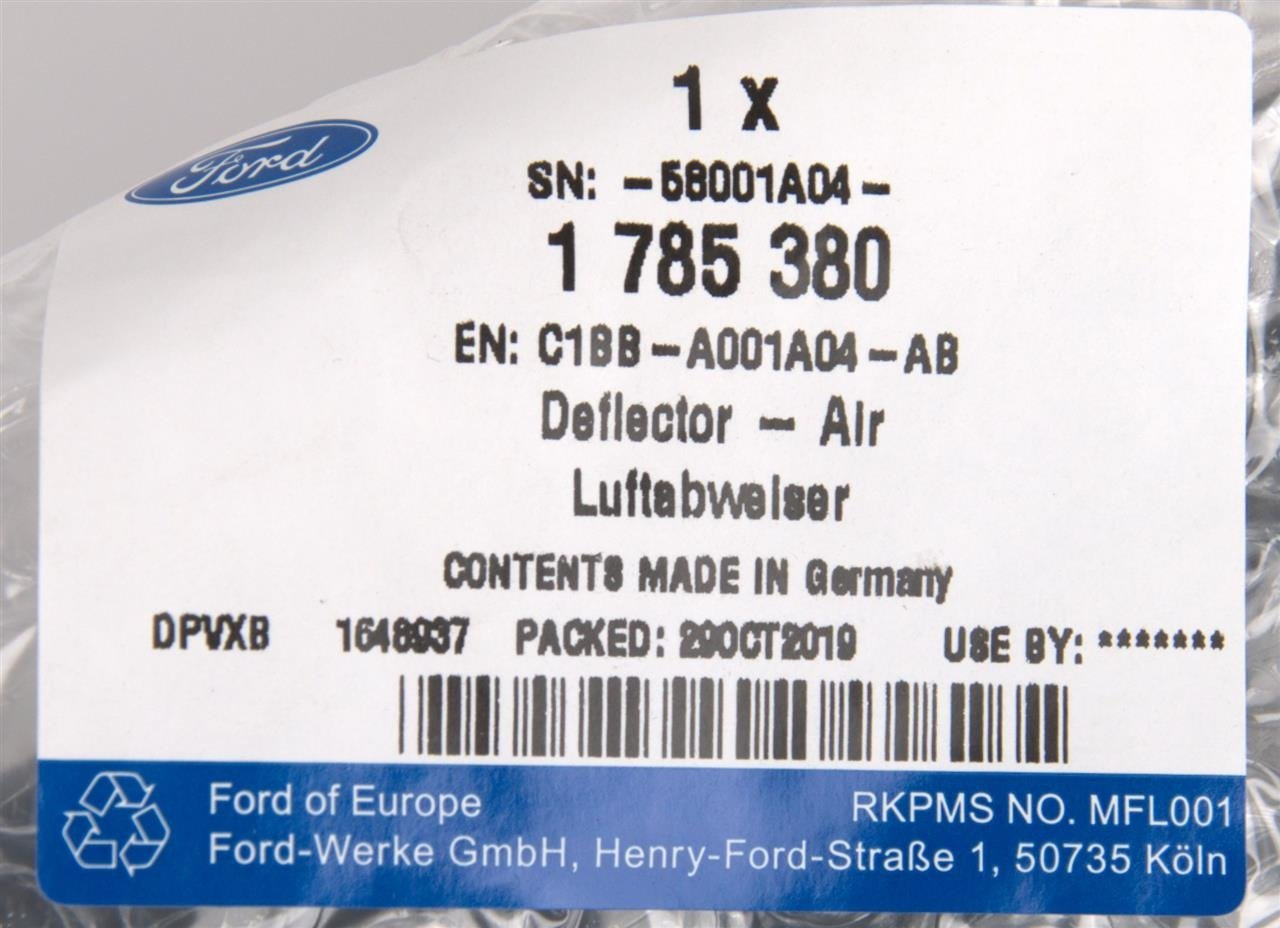 Ford
1 x
SN: -58001A04-
1 785 380
EN: C1BB-A001A04-AB
Deflector - Air
Luftabweiser
CONTENTS MADE IN Germany
DPVXB 1648937 PACKED: 29OCT2019 USE BY: *******
Ford of Europe RKPMS NO. MFL001
Ford-Werke GmbH, Henry-Ford-Straße 1, 50735 Köln